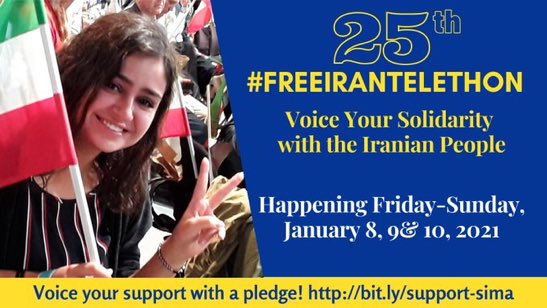 25th
#FREEIRANTELETHON
Voice Your Solidarity
with the Iranian People
Happening Friday-Sunday,
January 8, 9& 10, 2021
Voice your support with a pledge! http://bit.ly/support-sima